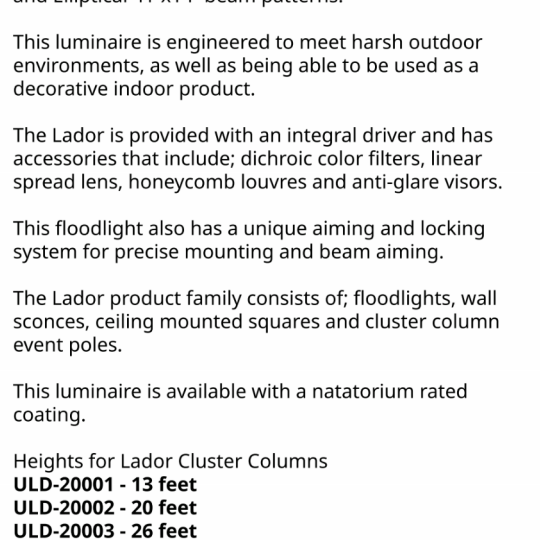 This luminaire is engineered to meet harsh outdoor
environments, as well as being able to be used as a
decorative indoor product.
The Lador is provided with an integral driver and has
accessories that include; dichroic color filters, linear
spread lens, honeycomb louvres and anti-glare visors.
This floodlight also has a unique aiming and locking
system for precise mounting and beam aiming.
The Lador product family consists of; floodlights, wall
sconces, ceiling mounted squares and cluster column
event poles.
This luminaire is available with a natatorium rated
coating.
Heights for Lador Cluster Columns
ULD-20001 - 13 feet
ULD-20002 - 20 feet
ULD-20003 - 26 feet